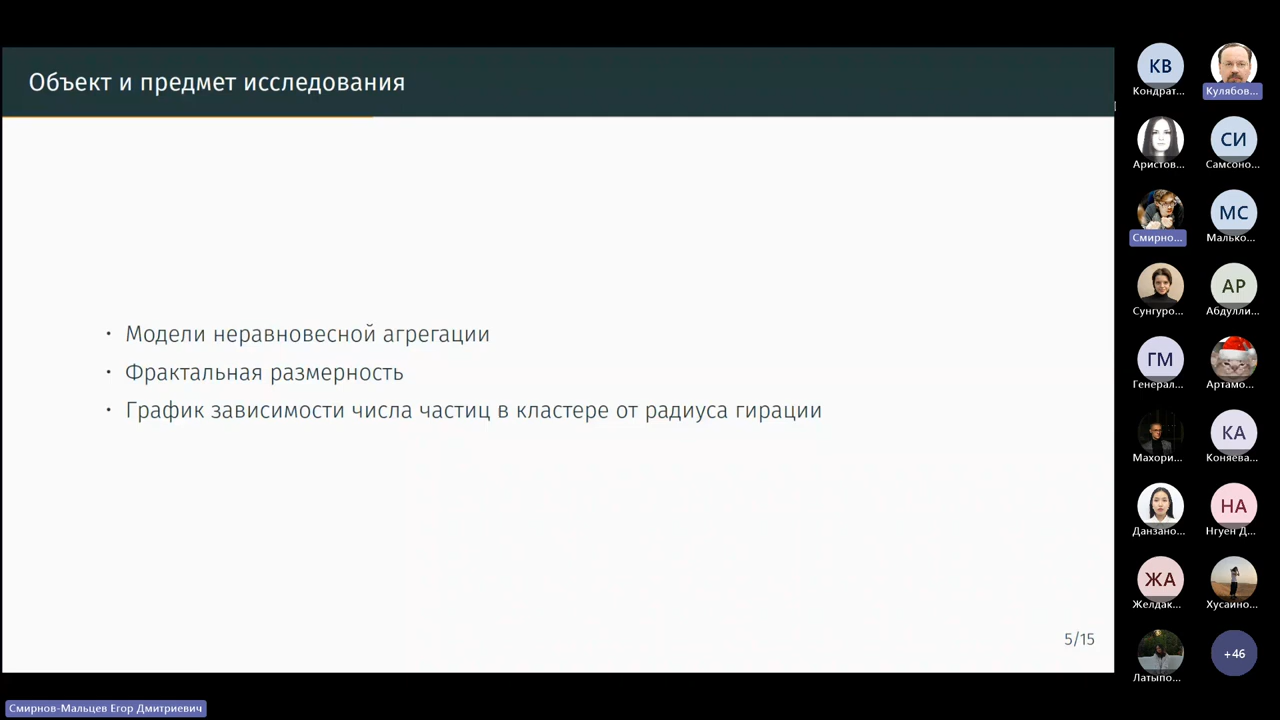 Объект и предмет исследования
• Модели неравновесной агрегации
• Фрактальная размерность
• График зависимости числа частиц в кластере от радиуса гирации
5/15
Смирнов-Мальцев Егор Дмитриевич
КВ
Кондрат...
Кулябов...
Аристов...
СИ
Самсоно...
Смирно...
МС
Малько...
Сунгуро...
АР
Абдулли...
ГМ
Генерал...
Артамо...
Махори...
КА
Коняева...
Данзано...
НА
Нгуен Д...
ЖА
Желдак...
Хусаино...
Латыпо...
+46